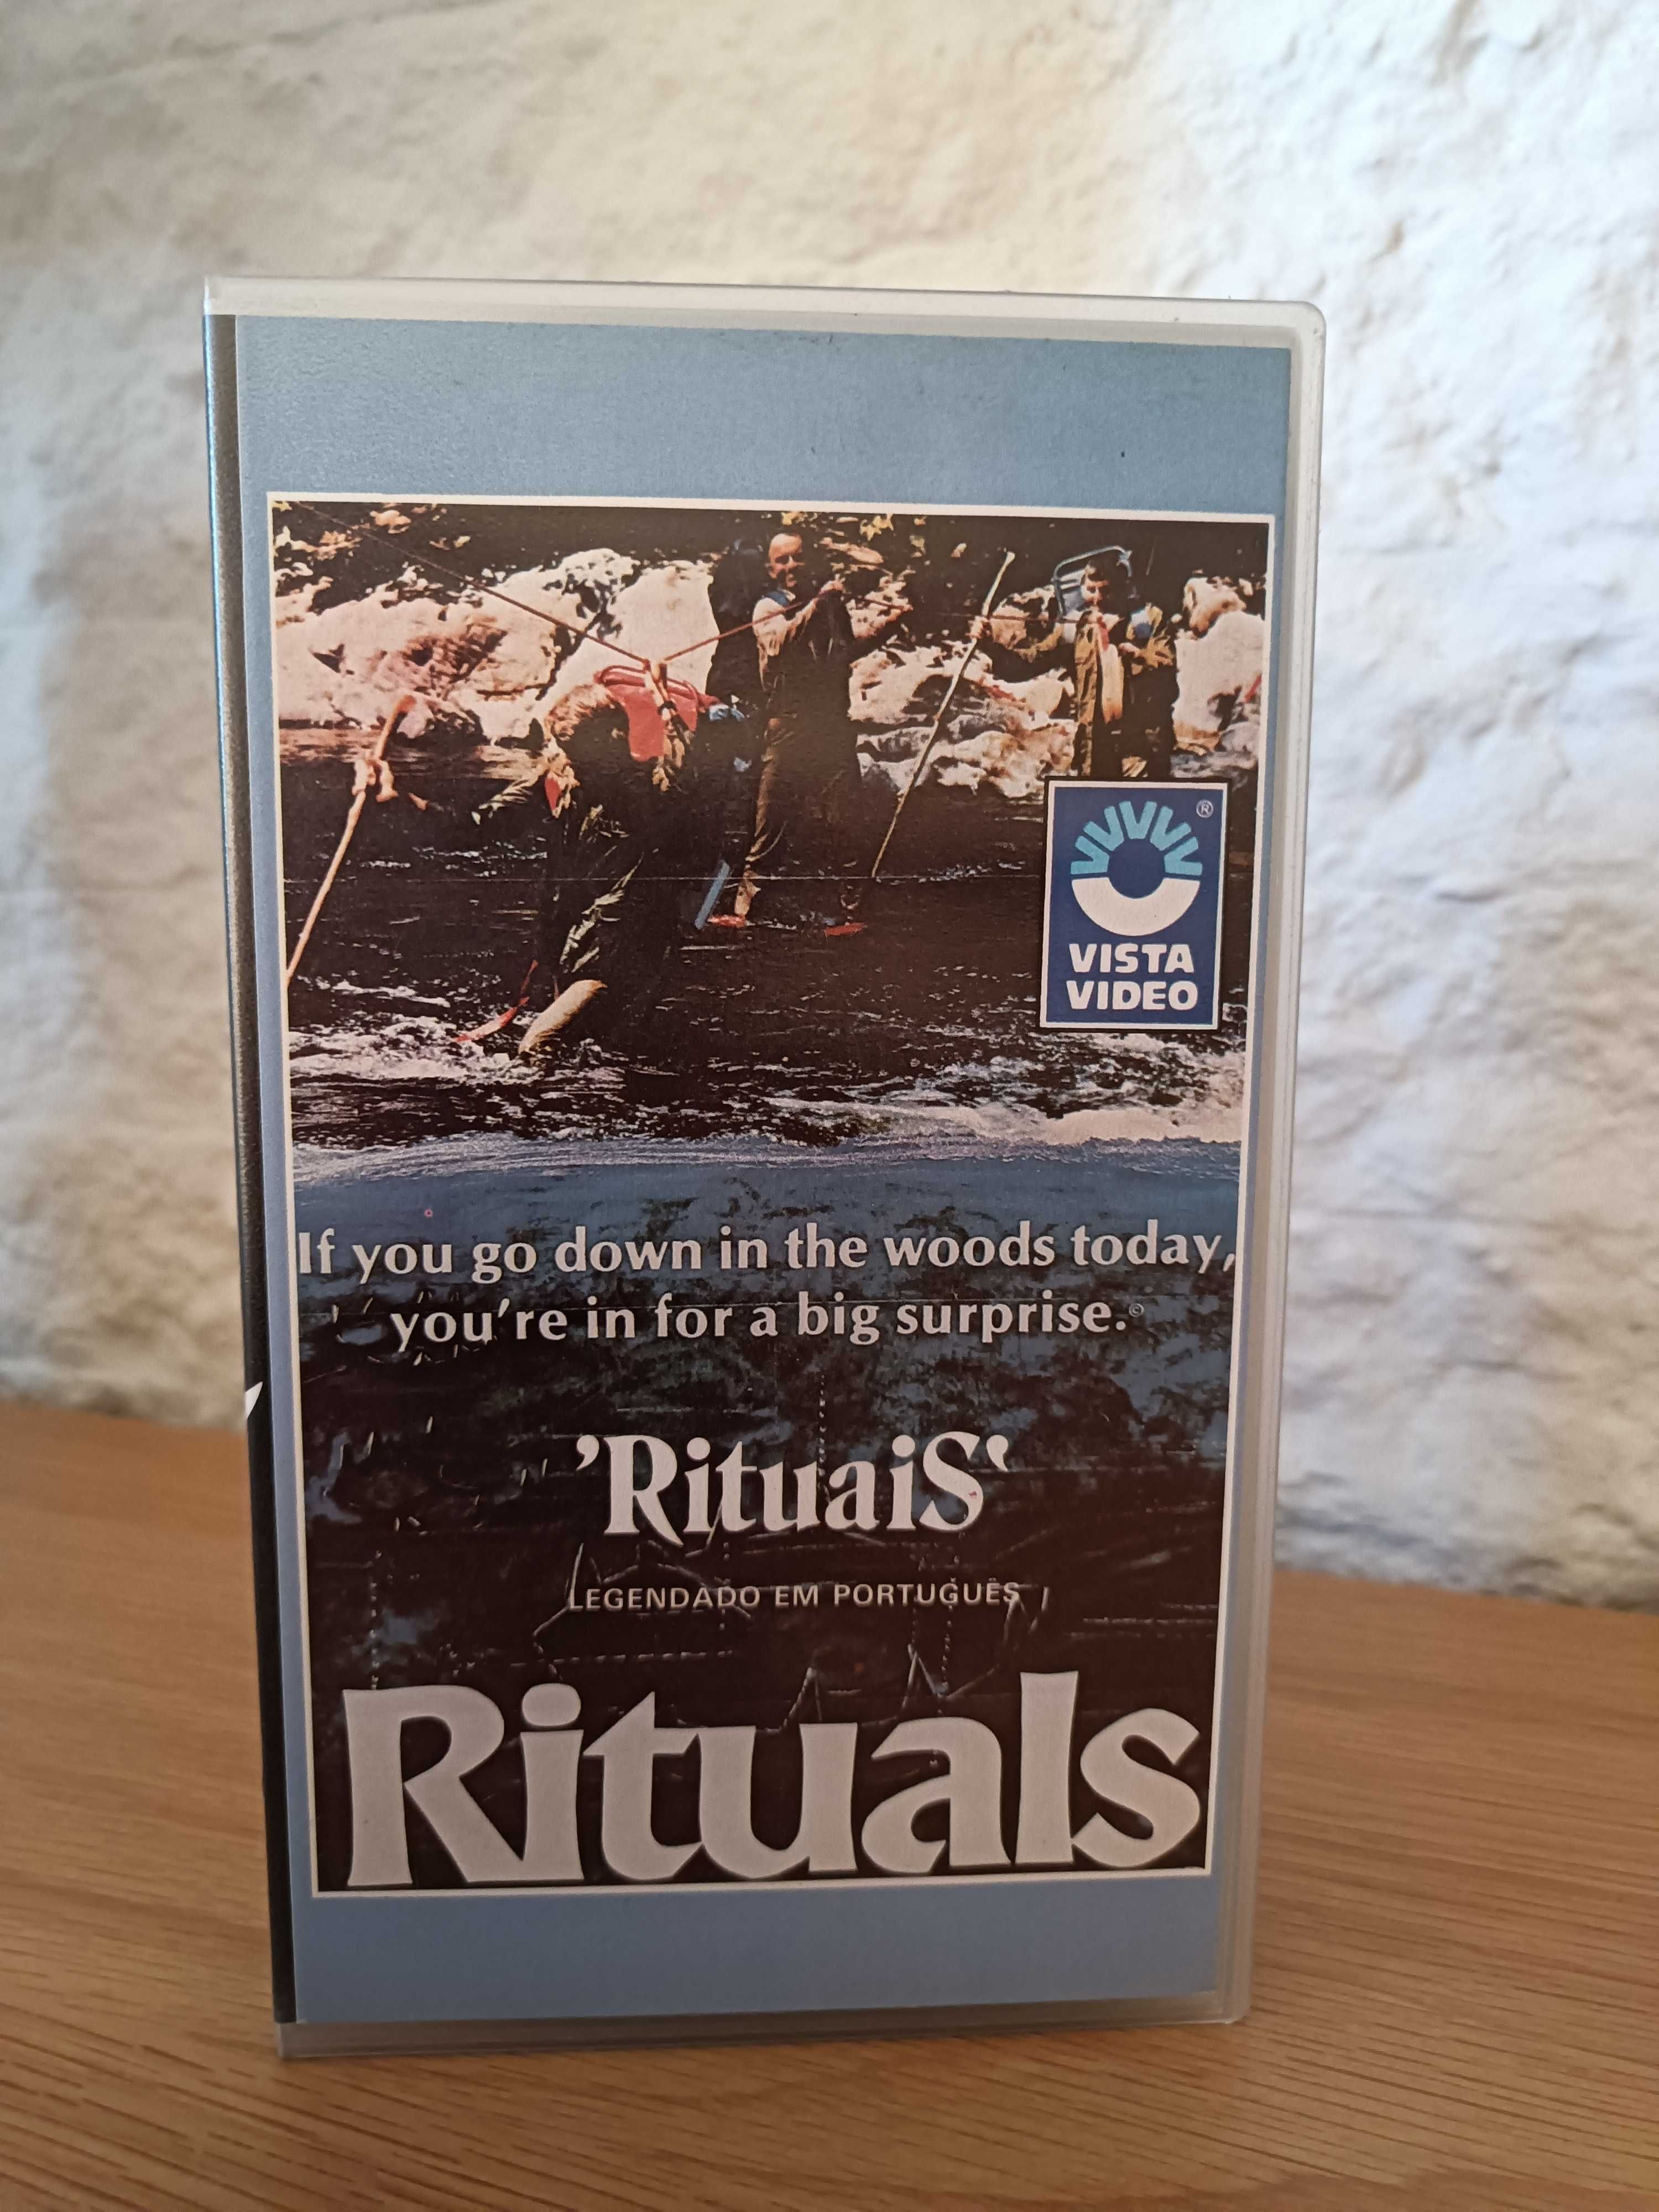 ®
VISTA
VIDEO
If you go down in the woods today,
you're in for a big surprise.©
'RituaiS'
LEGENDADO EM PORTUGUÊS
Rituals